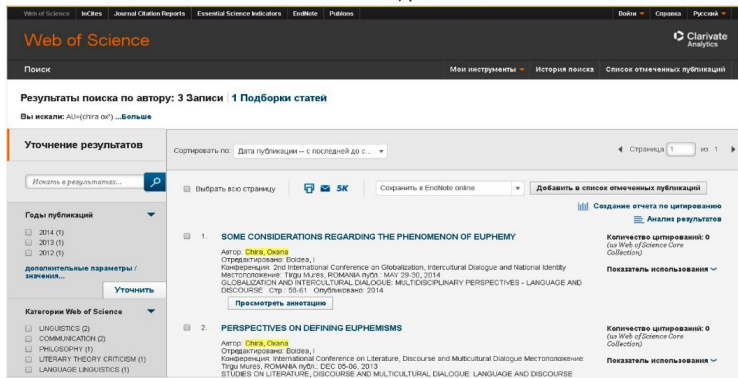 Web of Science InCites Journal Citation Reports Essential Science Indicators EndNote Publons Войти Справка Русский
Web of Science
Clarivate
Analytics
Поиск Мои инструменты История поиска Список отмеченных публикаций
Результаты поиска по автору: 3 Записи 1 Подборки статей
Вы искали: AU=(chira ox*) ...Больше
Уточнение результатов
Искать в результатах...
Годы публикаций
2014 (1)
2013 (1)
2012 (1)
дополнительные параметры /
значения...
Уточнить
Категории Web of Science
LINGUISTICS (2)
COMMUNICATION (2)
PHILOSOPHY (1)
LITERARY THEORY CRITICISM (1)
LANGUAGE LINGUISTICS (1)
Сортировать по: Дата публикации -- с последней до с...
Страница 1 из 1
Выбрать всю страницу 5K Сохранить в EndNote online Добавить в список отмеченных публикаций
Создание отчета по цитированию
Анализ результатов
1. SOME CONSIDERATIONS REGARDING THE PHENOMENON OF EUPHEMY
Автор: Chira, Oxana
Отредактировано: Boldea, I
Конференция: 2nd International Conference on Globalization, Intercultural Dialogue and National Identity
Местоположение: Tirgu Mures, ROMANIA публ.: MAY 29-30, 2014
GLOBALIZATION AND INTERCULTURAL DIALOGUE: MULTIDISCIPLINARY PERSPECTIVES - LANGUAGE AND
DISCOURSE Стр.: 56-61 Опубликовано: 2014
Просмотреть аннотацию
Количество цитирований: 0
(из Web of Science Core
Collection)
Показатель использования
2. PERSPECTIVES ON DEFINING EUPHEMISMS
Автор: Chira, Oxana
Отредактировано: Boldea, I
Конференция: International Conference on Literature, Discourse and Multicultural Dialogue Местоположение:
Tirgu Mures, ROMANIA публ.: DEC 05-06, 2013
STUDIES ON LITERATURE, DISCOURSE AND MULTICULTURAL DIALOGUE: LANGUAGE AND DISCOURSE
Количество цитирований: 0
(из Web of Science Core
Collection)
Показатель использования